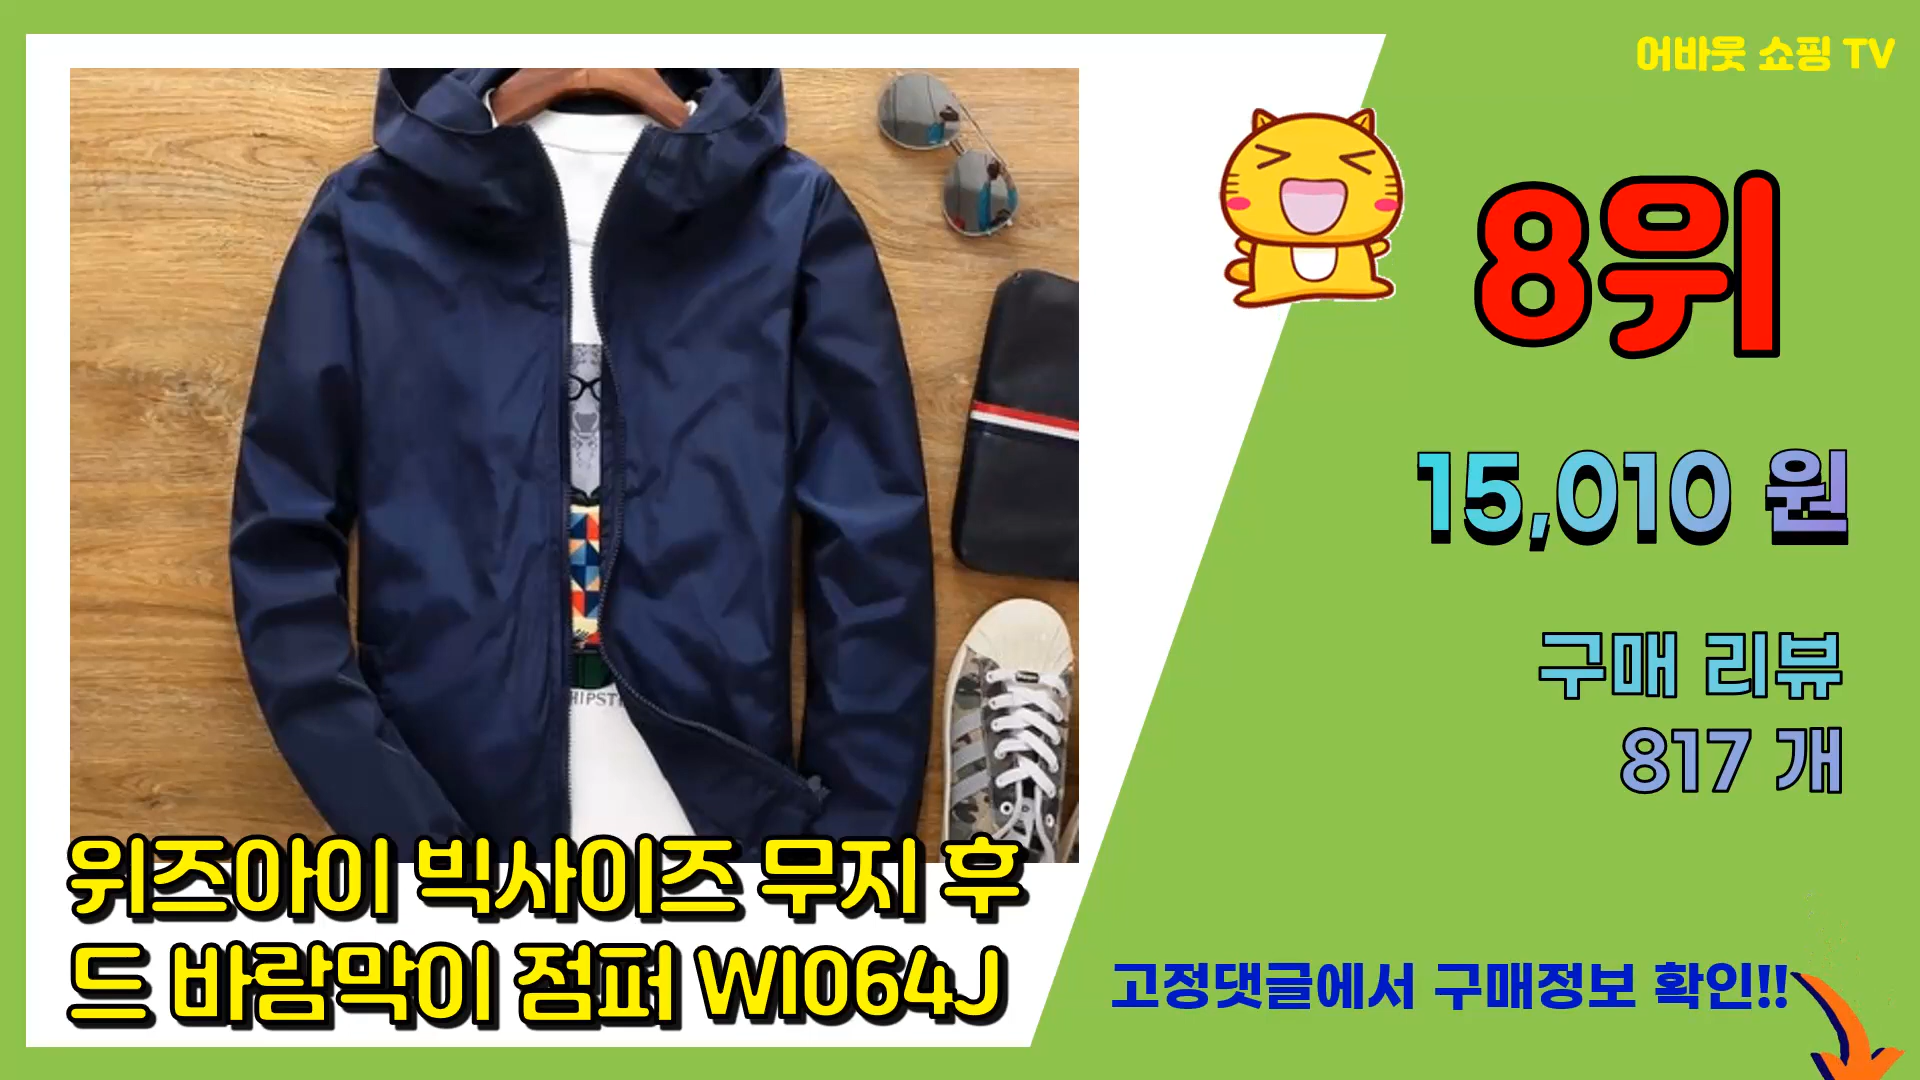 어바웃 쇼핑 TV
8위
15,010 원
구매 리뷰
817 개
HIPST
위즈아이 빅사이즈 무지 후
드 바람막이 점퍼 WI064J
고정댓글에서 구매정보 확인!!